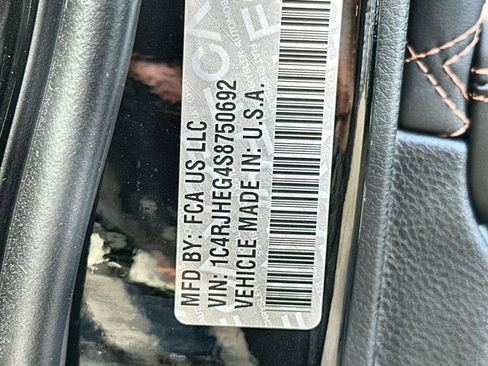 MFD BY: FCA US LLC
VIN: 1C4RJHEG4S8750692
VEHICLE MADE IN: U.S.A.